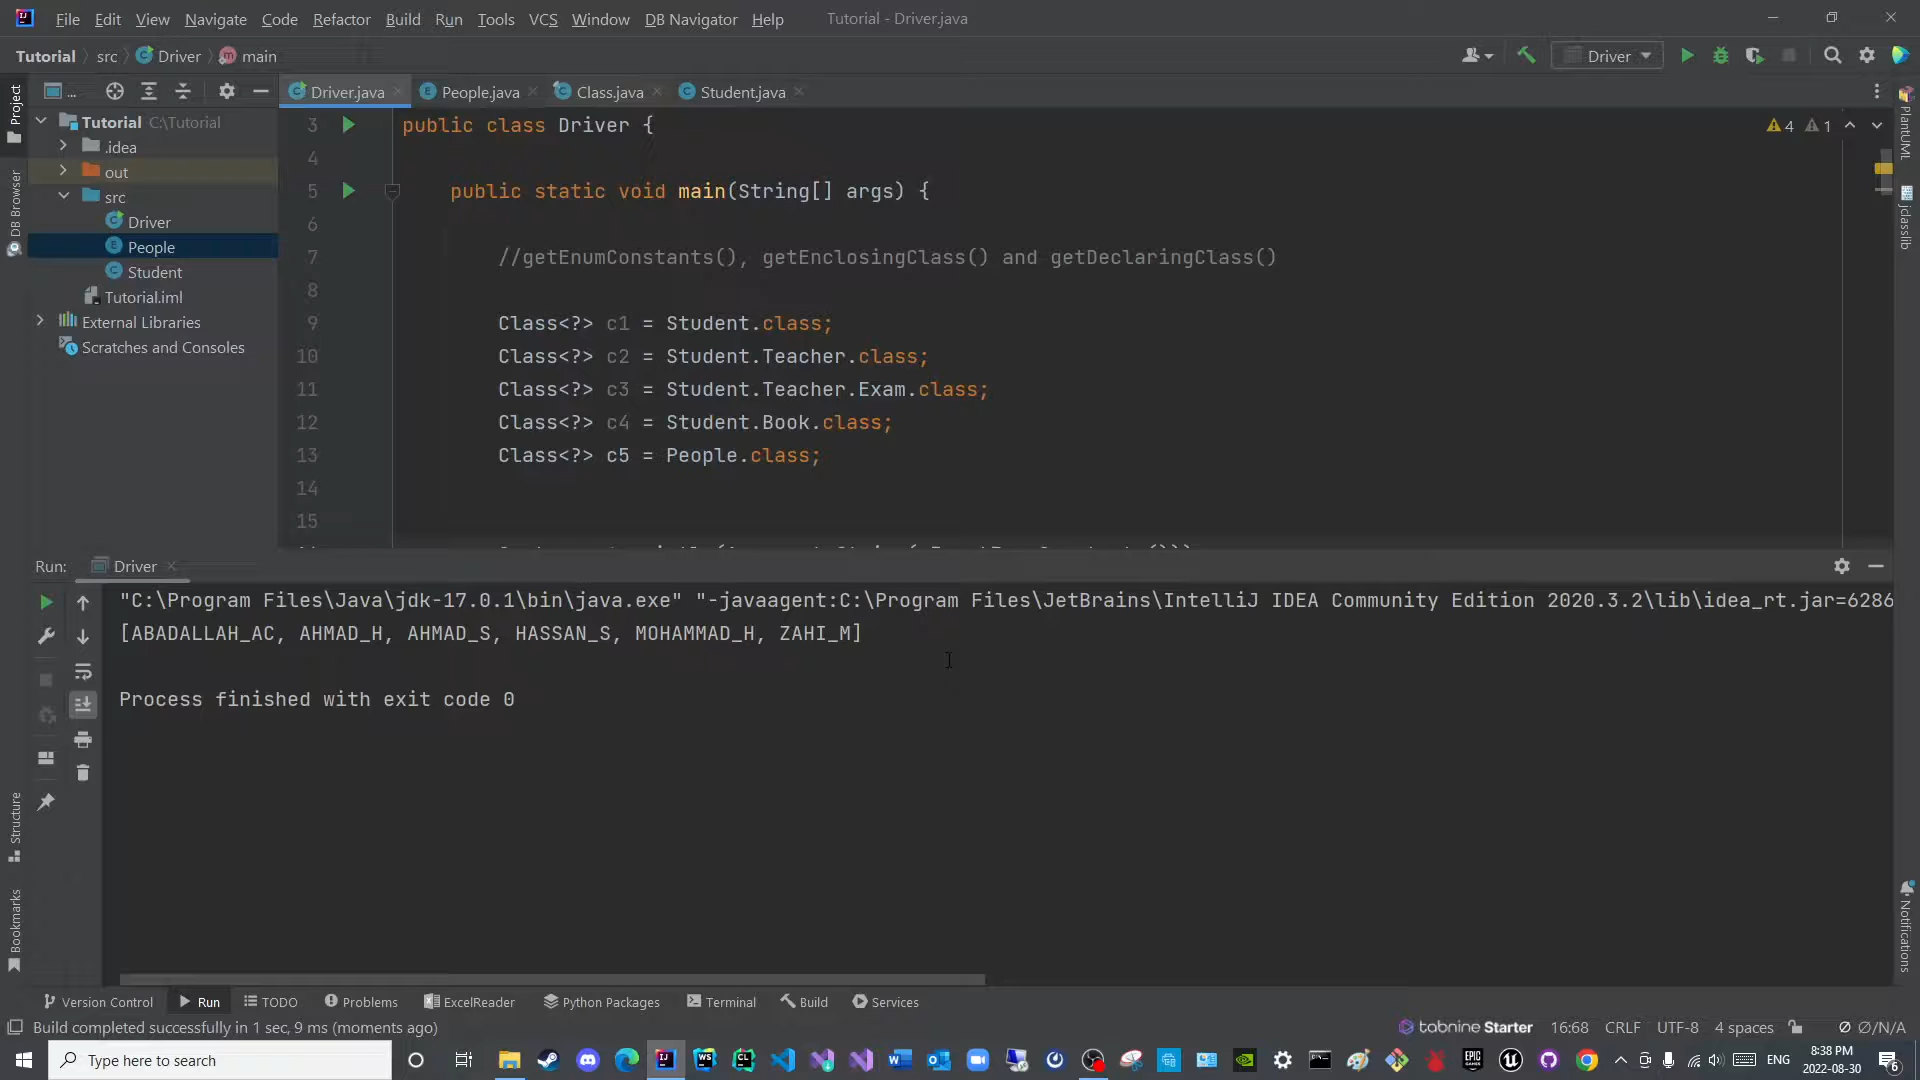 File Edit View Navigate Code Refactor Build Run Tools VCS Window DB Navigator Help Tutorial - Driver.java
Tutorial src Driver main Driver
Project
... Driver.java People.java Class.java Student.java
Tutorial C:\Tutorial
.idea
out
src
Driver
People
Student
Tutorial.iml
External Libraries
Scratches and Consoles
DB Browser
3 public class Driver {
4
5 public static void main(String[] args) {
6
7 //getEnumConstants(), getEnclosingClass() and getDeclaringClass()
8
9 Class<?> c1 = Student.class;
10 Class<?> c2 = Student.Teacher.class;
11 Class<?> c3 = Student.Teacher.Exam.class;
12 Class<?> c4 = Student.Book.class;
13 Class<?> c5 = People.class;
14
15
4 1
PlantUML
jclasslib
Run: Driver
"C:\Program Files\Java\jdk-17.0.1\bin\java.exe" "-javaagent:C:\Program Files\JetBrains\IntelliJ IDEA Community Edition 2020.3.2\lib\idea_rt.jar=6286
[ABADALLAH_AC, AHMAD_H, AHMAD_S, HASSAN_S, MOHAMMAD_H, ZAHI_M]
Process finished with exit code 0
Structure
Bookmarks
Notifications
Version Control Run TODO Problems ExcelReader Python Packages Terminal Build Services
Build completed successfully in 1 sec, 9 ms (moments ago) tabnine Starter 16:68 CRLF UTF-8 4 spaces Ø/N/A
Type here to search ENG 8:38 PM
2022-08-30 6